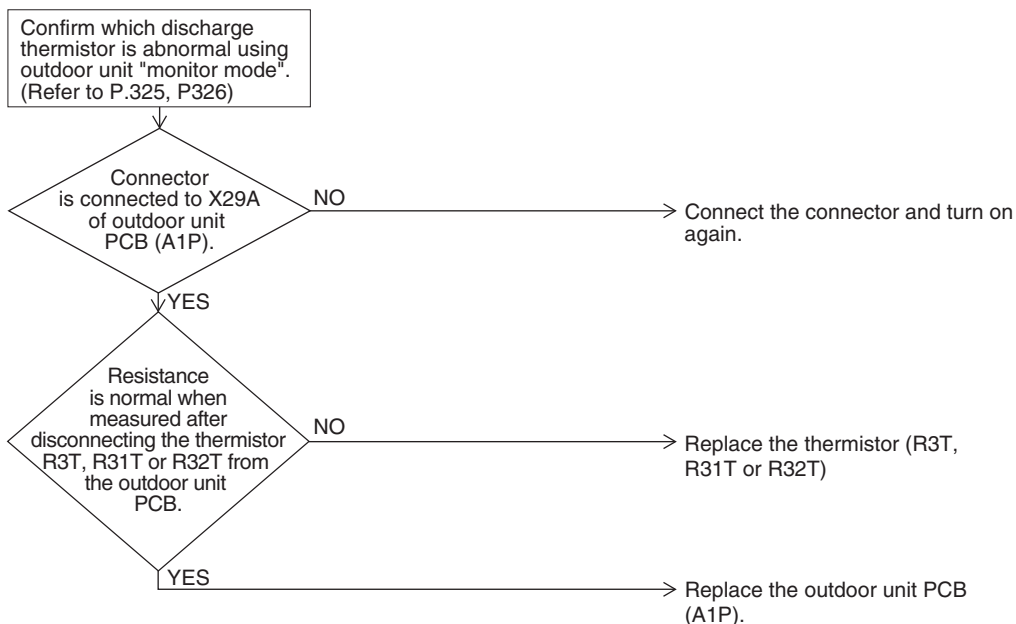 Confirm which discharge
thermistor is abnormal using
outdoor unit "monitor mode".
(Refer to P.325, P326)
Connector
is connected to X29A
of outdoor unit
PCB (A1P).
NO
Connect the connector and turn on
again.
YES
Resistance
is normal when
measured after
disconnecting the thermistor
R3T, R31T or R32T from
the outdoor unit
PCB.
NO
Replace the thermistor (R3T,
R31T or R32T)
YES
Replace the outdoor unit PCB
(A1P).